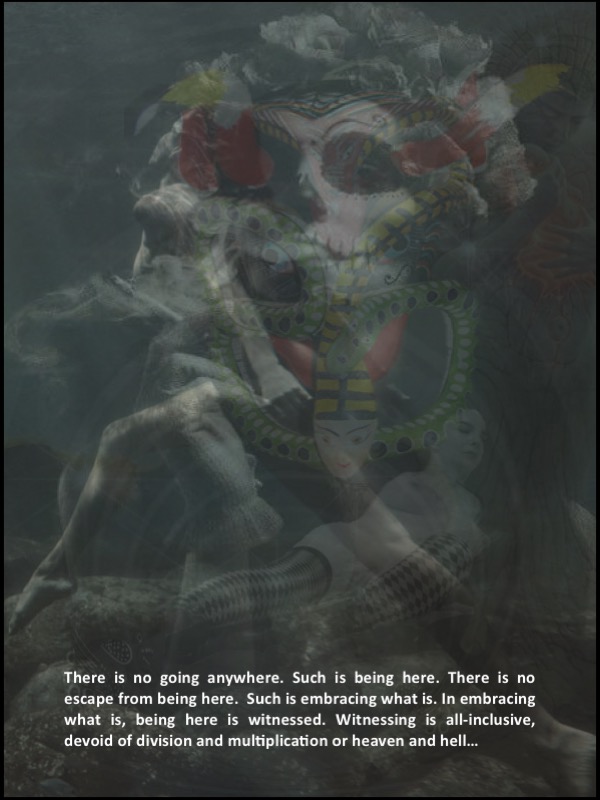 There is no going anywhere. Such is being here. There is no
escape from being here.  Such is embracing what is. In embracing
what is, being here is witnessed. Witnessing is all-inclusive,
devoid of division and multiplication or heaven and hell…